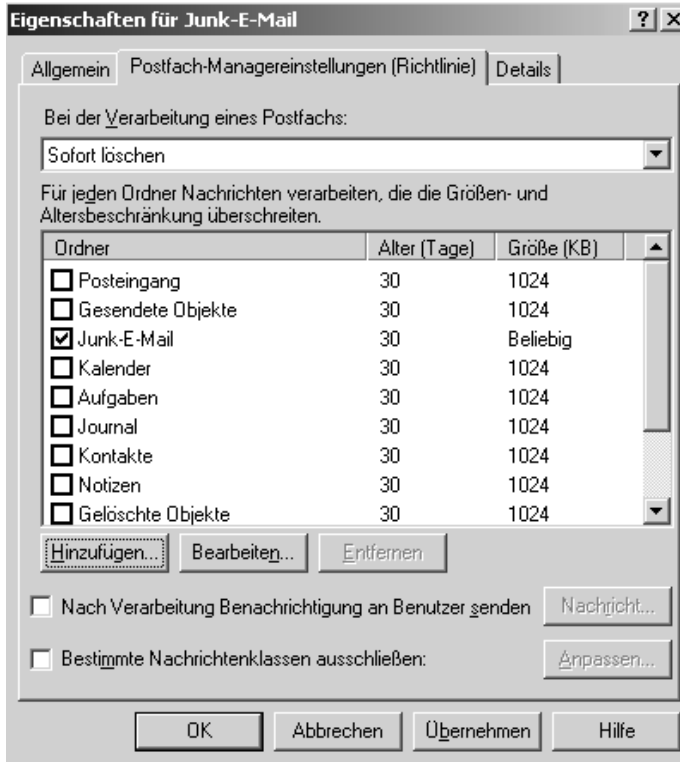 Eigenschaften für Junk-E-Mail
Allgemein Postfach-Managereinstellungen (Richtlinie) Details
Bei der Verarbeitung eines Postfachs:
Sofort löschen
Für jeden Ordner Nachrichten verarbeiten, die die Größen- und
Altersbeschränkung überschreiten.
Ordner Alter (Tage) Größe (KB)
Posteingang 30 1024
Gesendete Objekte 30 1024
Junk-E-Mail 30 Beliebig
Kalender 30 1024
Aufgaben 30 1024
Journal 30 1024
Kontakte 30 1024
Notizen 30 1024
Gelöschte Objekte 30 1024
Hinzufügen... Bearbeiten... Entfernen
Nach Verarbeitung Benachrichtigung an Benutzer senden Nachricht...
Bestimmte Nachrichtenklassen ausschließen: Anpassen...
OK Abbrechen Übernehmen Hilfe